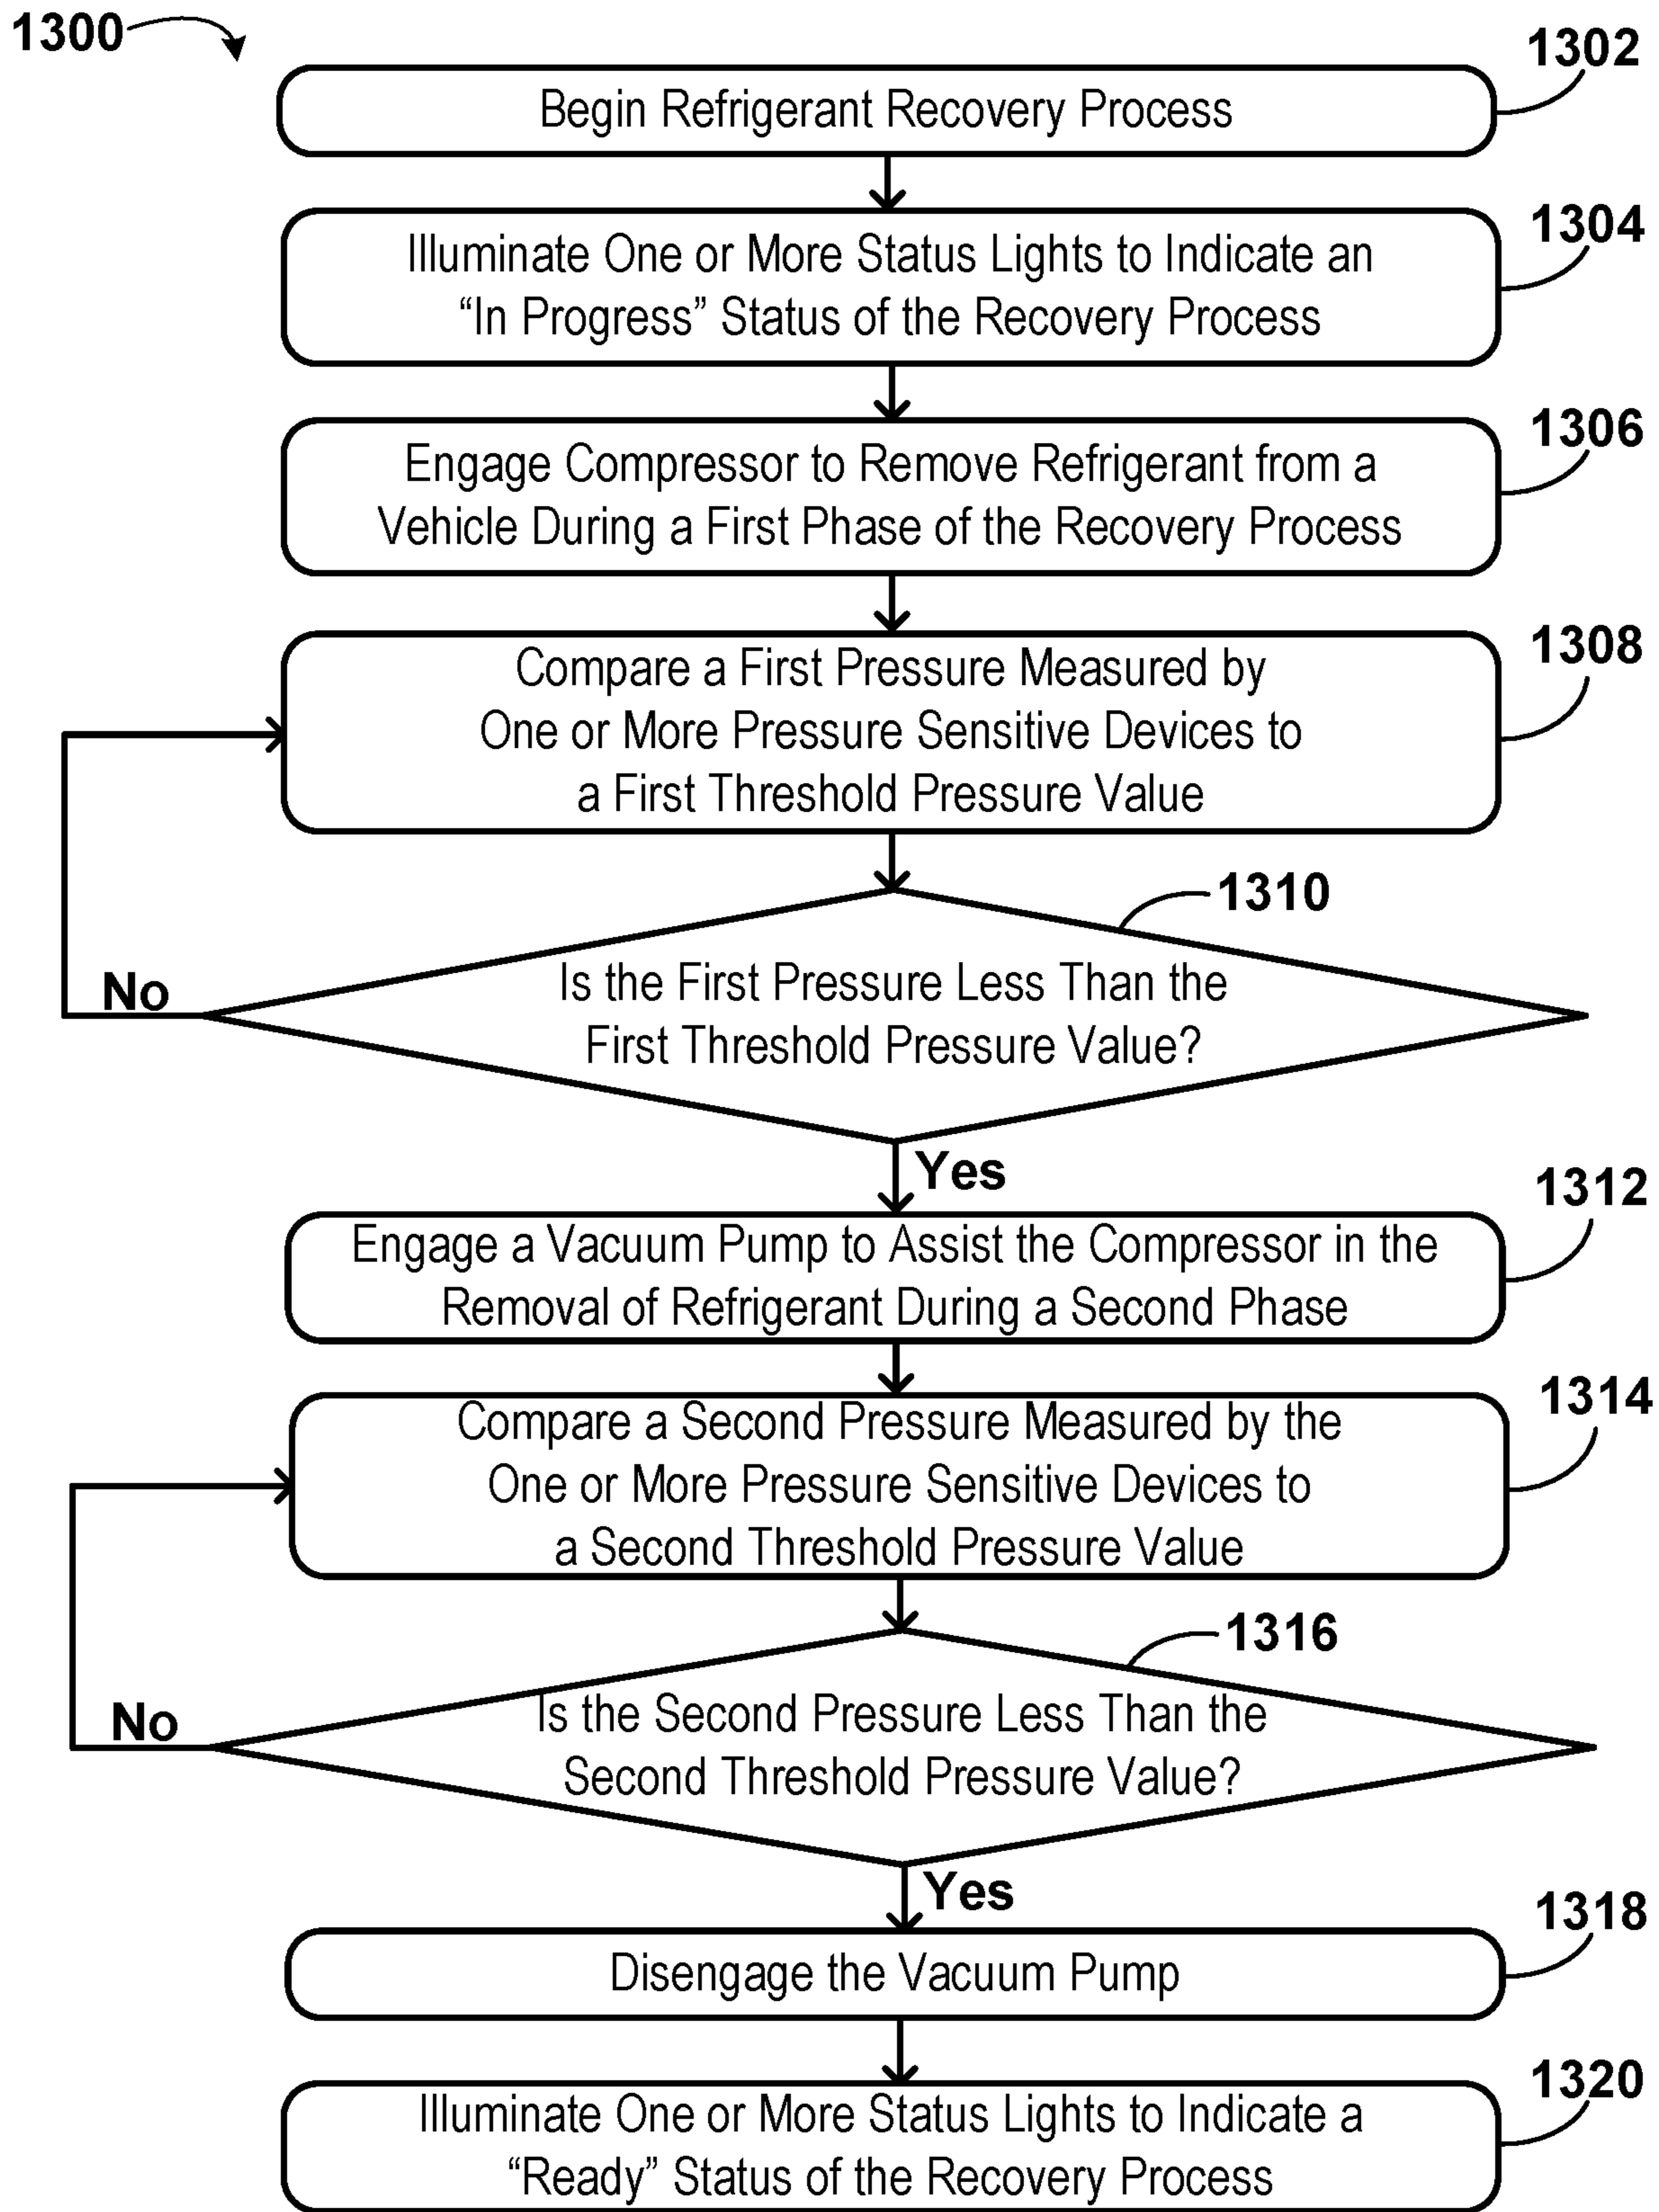 1300
1302
Begin Refrigerant Recovery Process
1304
Illuminate One or More Status Lights to Indicate an
“In Progress” Status of the Recovery Process
1306
Engage Compressor to Remove Refrigerant from a
Vehicle During a First Phase of the Recovery Process
1308
Compare a First Pressure Measured by
One or More Pressure Sensitive Devices to
a First Threshold Pressure Value
1310
Is the First Pressure Less Than the
First Threshold Pressure Value?
No
Yes
1312
Engage a Vacuum Pump to Assist the Compressor in the
Removal of Refrigerant During a Second Phase
1314
Compare a Second Pressure Measured by the
One or More Pressure Sensitive Devices to
a Second Threshold Pressure Value
1316
Is the Second Pressure Less Than the
Second Threshold Pressure Value?
No
Yes
1318
Disengage the Vacuum Pump
1320
Illuminate One or More Status Lights to Indicate a
“Ready” Status of the Recovery Process